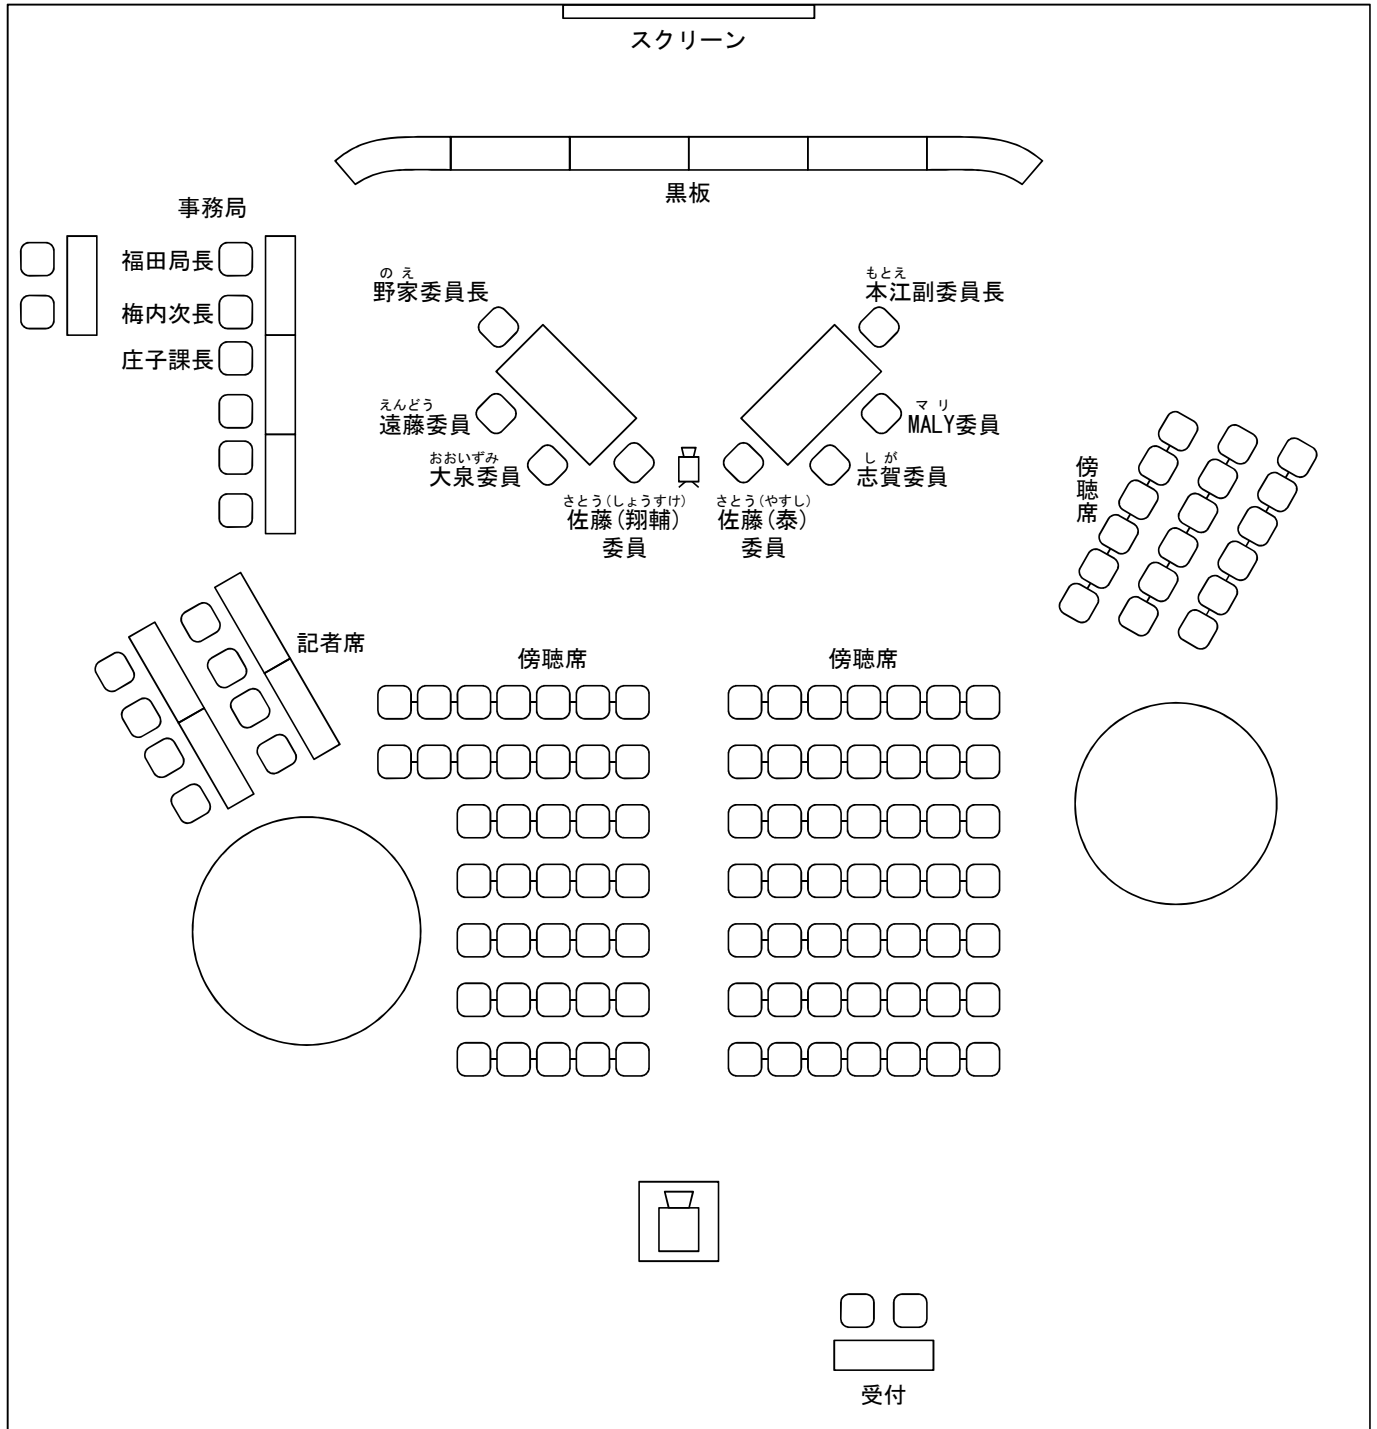 スクリーン
黒板
事務局
福田局長
梅内次長
庄子課長
のえ
野家委員長
もとえ
本江副委員長
えんどう
遠藤委員
マリ
MALY委員
おおいずみ
大泉委員
しが
志賀委員
さとう(しょうすけ)
佐藤(翔輔)
委員
さとう(やすし)
佐藤(泰)
委員
傍聴席
記者席
傍聴席
傍聴席
受付